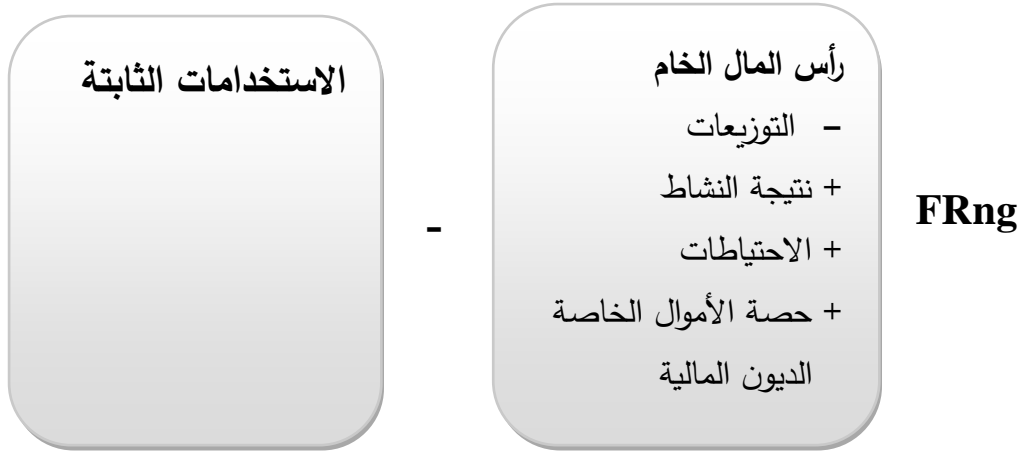 FRng
رأس المال الخام
– التوزيعات
+ نتيجة النشاط
+ الاحتياطات
+ حصة الأموال الخاصة
الديون المالية
-
الاستخدامات الثابتة